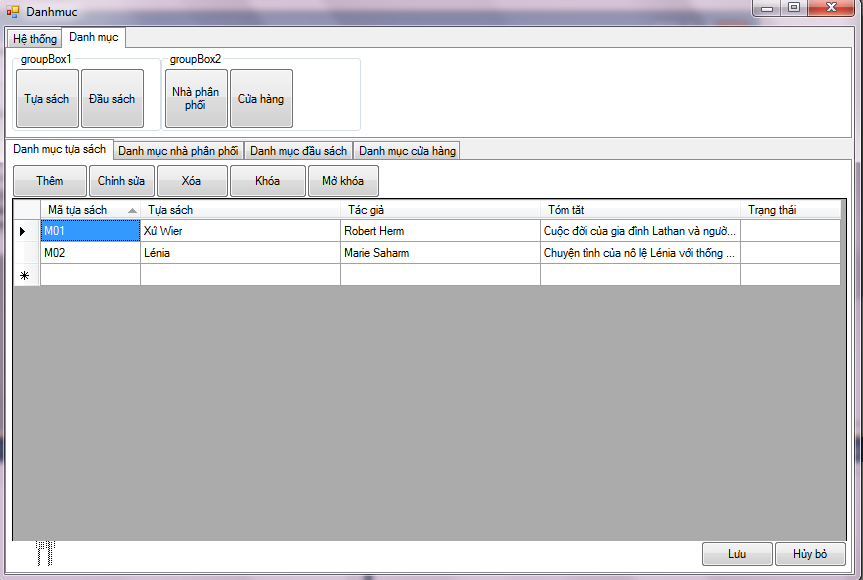 Danhmuc
Hệ thống Danh mục
groupBox1 groupBox2
Tựa sách Đầu sách Nhà phân phối Cửa hàng
Danh mục tựa sách Danh mục nhà phân phối Danh mục đầu sách Danh mục cửa hàng
Thêm Chỉnh sửa Xóa Khóa Mở khóa
Mã tựa sách Tựa sách Tác giả Tóm tắt Trạng thái
M01 Xứ Wier Robert Herm Cuộc đời của gia đình Lathan và ngườ...
M02 Lénia Marie Saharm Chuyện tình của nô lệ Lénia với thống ...
Lưu Hủy bỏ